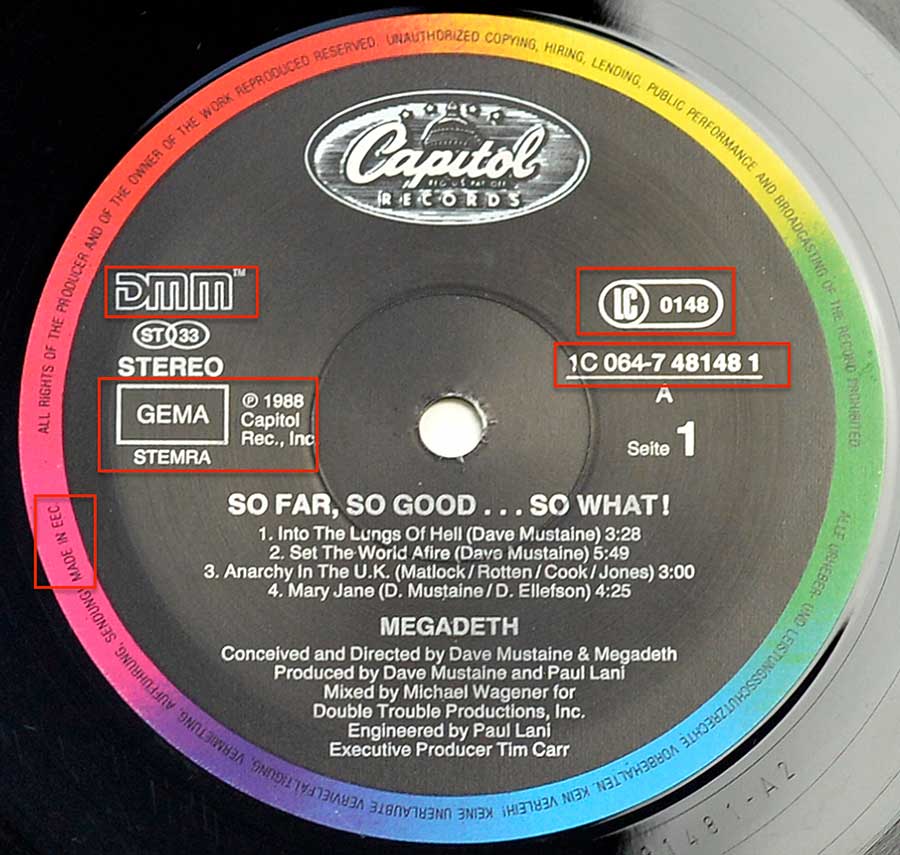 ALL RIGHTS OF THE PRODUCER AND OF THE OWNER OF THE WORK REPRODUCED RESERVED. UNAUTHORIZED COPYING, HIRING, LENDING, PUBLIC PERFORMANCE AND BROADCASTING OF THE RECORD PROHIBITED
Capitol
REG. U.S. PAT. OFF.
RECORDS
DMM™
ST 33
STEREO
GEMA
STEMRA
℗ 1988
Capitol
Rec., Inc
LC 0148
1C 064-7 48148 1
A
Seite 1
SO FAR, SO GOOD . . . SO WHAT!
1. Into The Lungs Of Hell (Dave Mustaine) 3:28
2. Set The World Afire (Dave Mustaine) 5:49
3. Anarchy In The U.K. (Matlock / Rotten / Cook / Jones) 3:00
4. Mary Jane (D. Mustaine / D. Ellefson) 4:25
MEGADETH
Conceived and Directed by Dave Mustaine & Megadeth
Produced by Dave Mustaine and Paul Lani
Mixed by Michael Wagener for
Double Trouble Productions, Inc.
Engineered by Paul Lani
Executive Producer Tim Carr
ALLE URHEBER- UND LEISTUNGSSCHUTZRECHTE VORBEHALTEN. KEIN VERLEIH! KEINE UNERLAUBTE VERVIELFÄLTIGUNG, VERMIETUNG, AUFFÜHRUNG, SENDUNG! MADE IN EEC
81481-A2